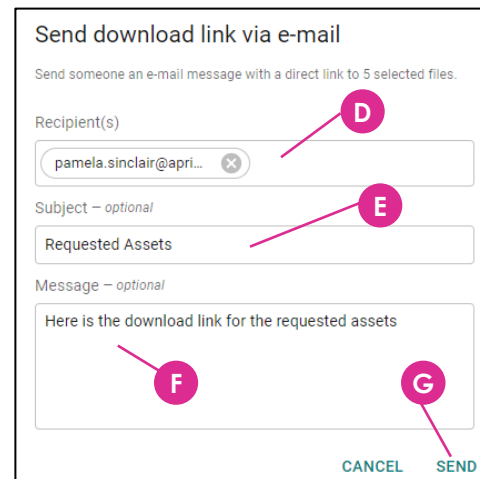 Send download link via e-mail
Send someone an e-mail message with a direct link to 5 selected files.
D
Recipient(s)
pamela.sinclair@apri...
E
Subject – optional
Requested Assets
Message – optional
Here is the download link for the requested assets
F
G
CANCEL SEND